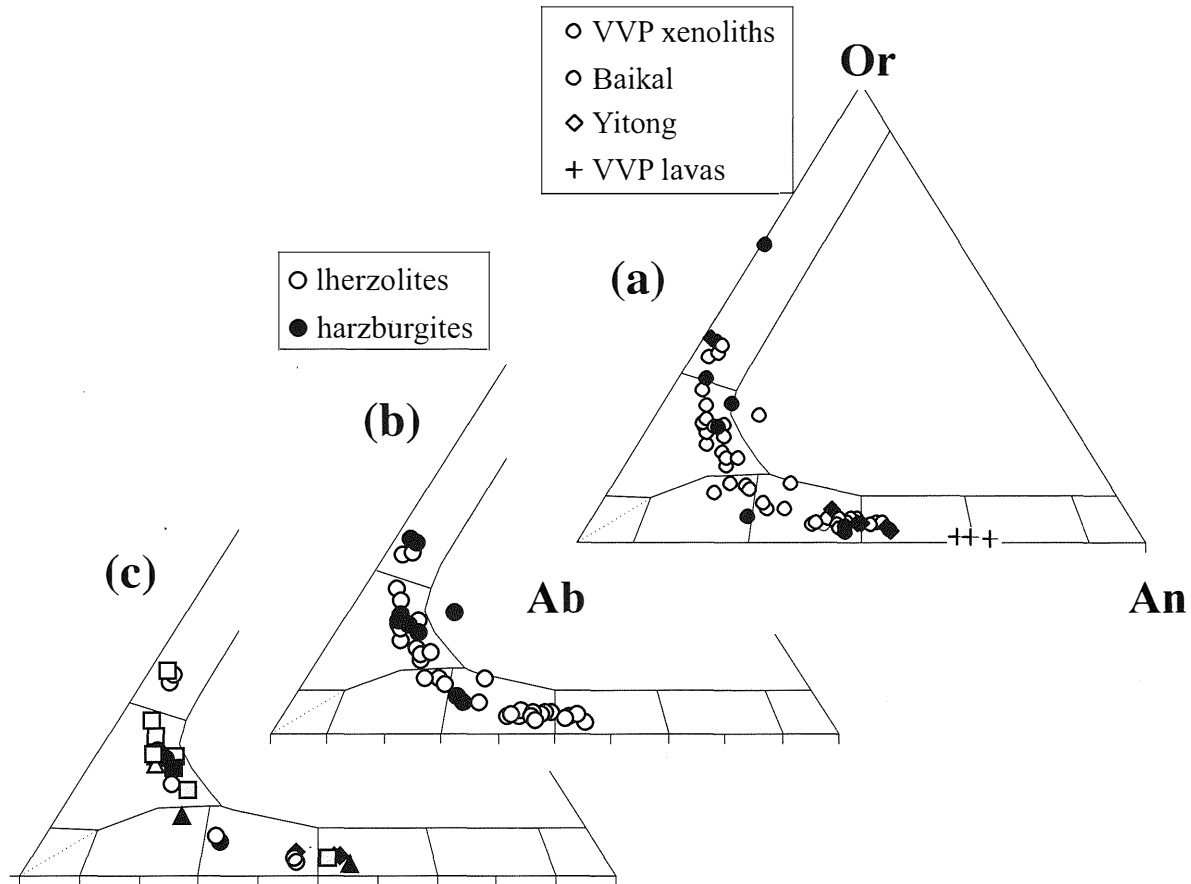 VVP xenoliths
Baikal
Yitong
VVP lavas
Or
lherzolites
harzburgites
(a)
(b)
(c)
Ab
An